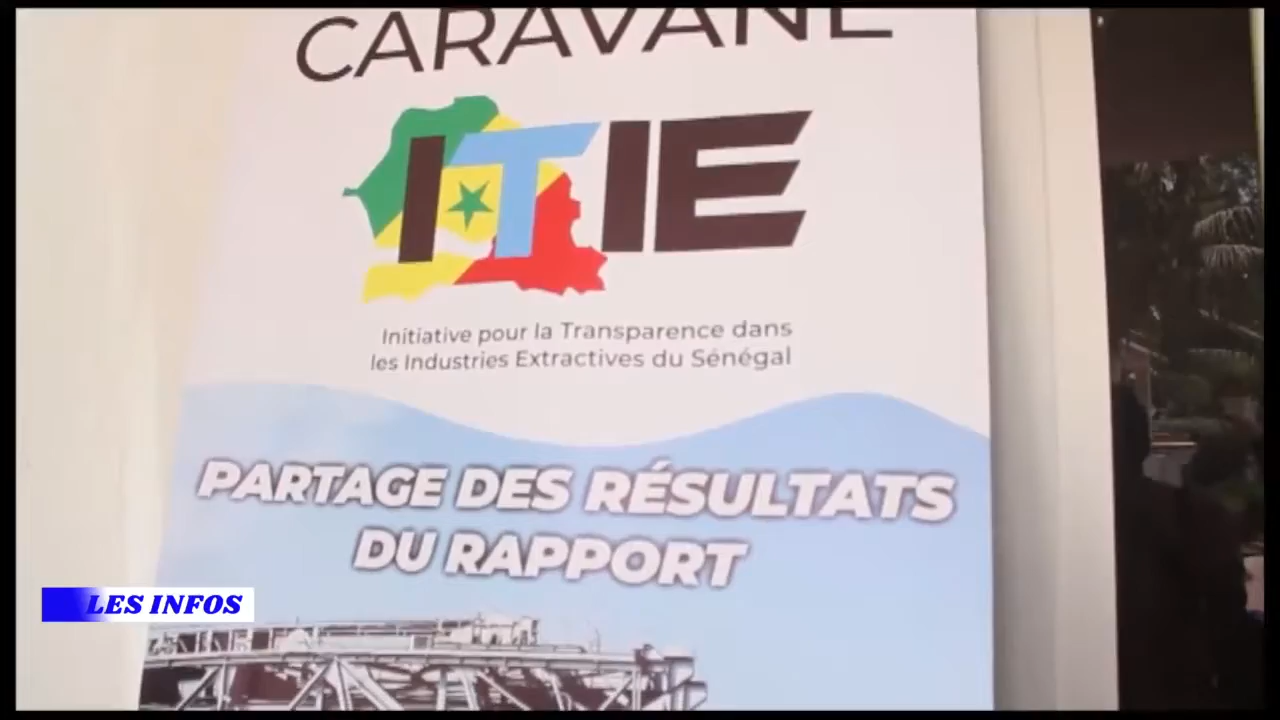 CARAVANE
ITIE
Initiative pour la Transparence dans
les Industries Extractives du Sénégal
PARTAGE DES RÉSULTATS
DU RAPPORT
LES INFOS